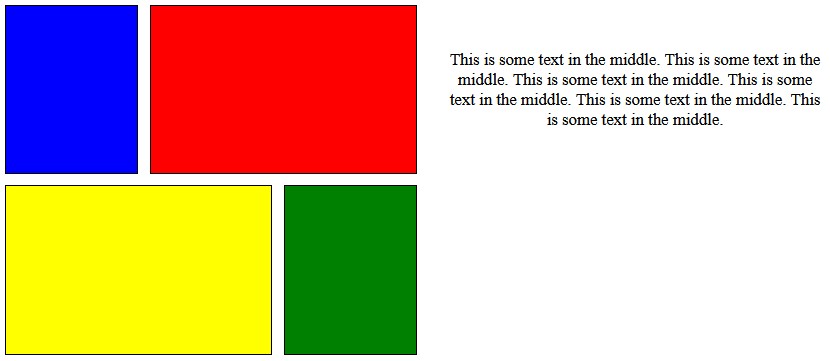 This is some text in the middle. This is some text in the
middle. This is some text in the middle. This is some
text in the middle. This is some text in the middle. This
is some text in the middle.